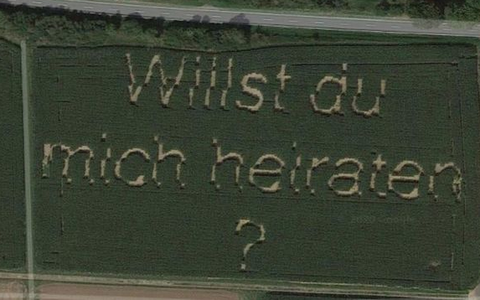 Willst du
mich heiraten
?